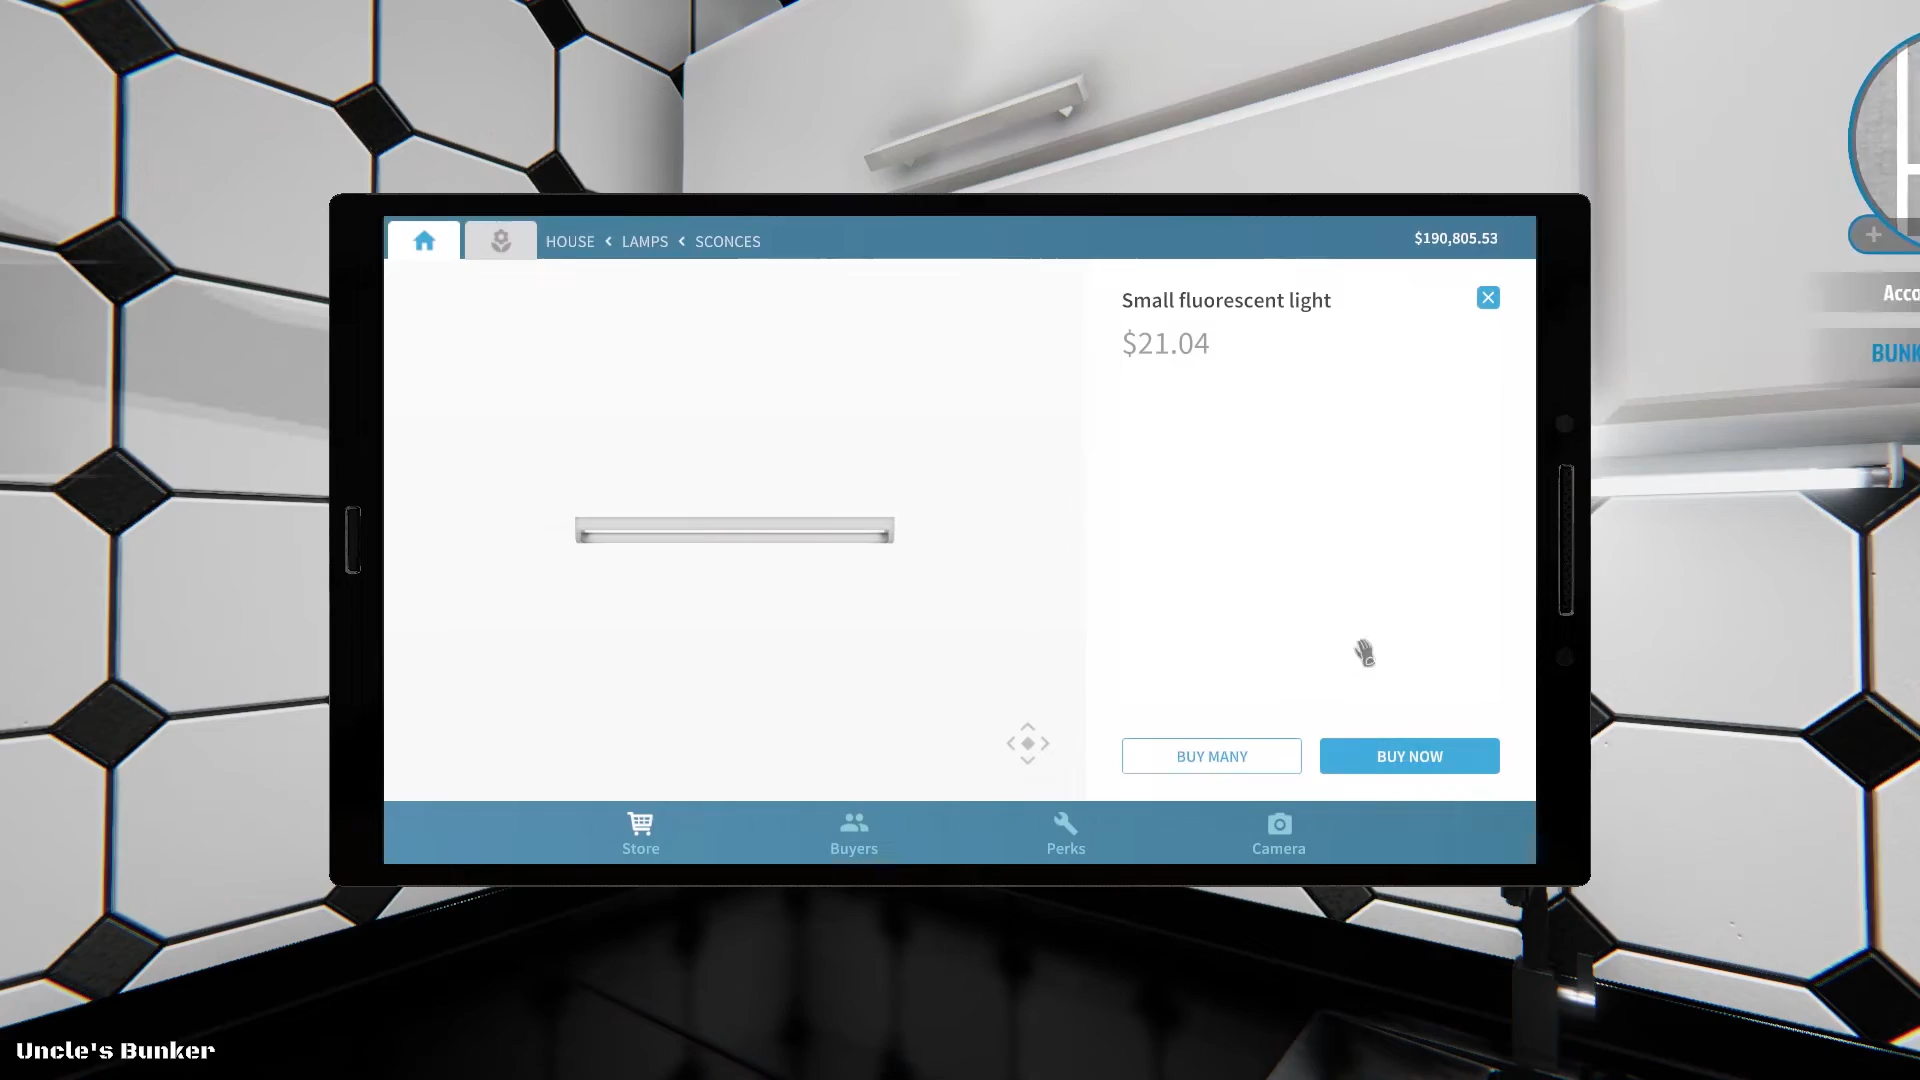 HOUSE < LAMPS < SCONCES
$190,805.53
Small fluorescent light
$21.04
BUY MANY
BUY NOW
Store
Buyers
Perks
Camera
Uncle's Bunker